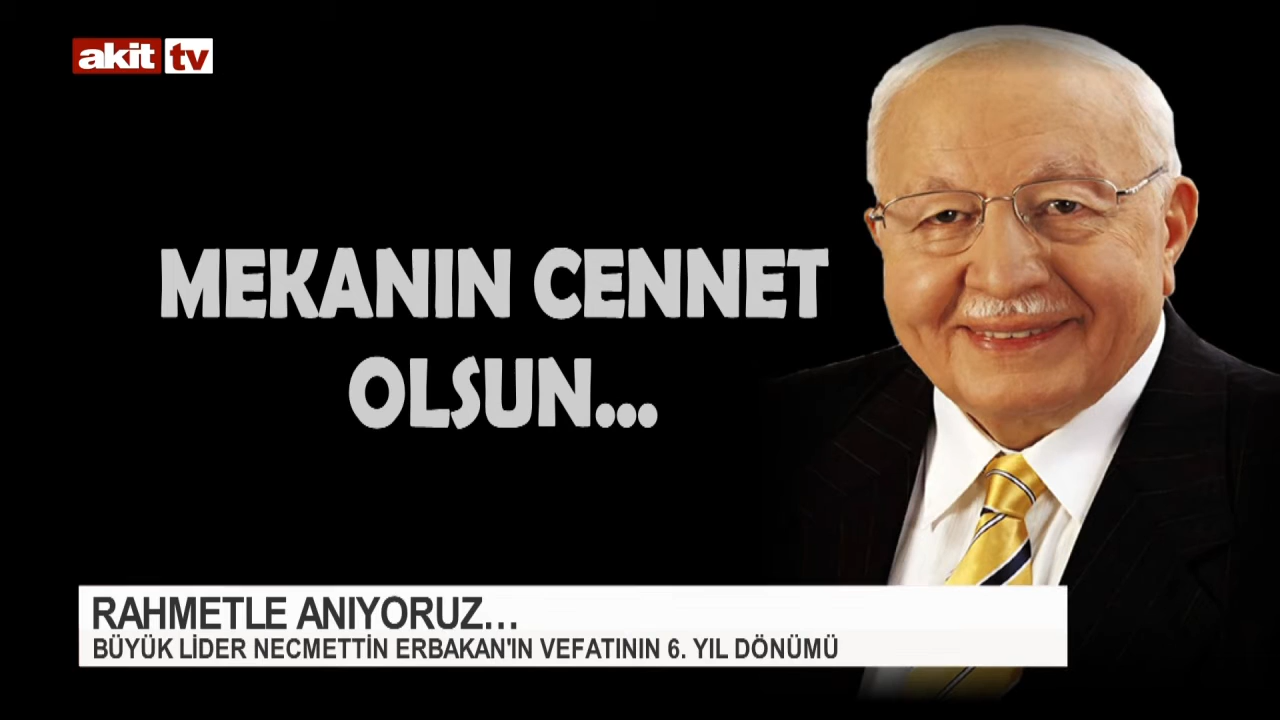 akit tv
MEKANIN CENNET
OLSUN...
RAHMETLE ANIYORUZ...
BÜYÜK LİDER NECMETTİN ERBAKAN'IN VEFATININ 6. YIL DÖNÜMÜ